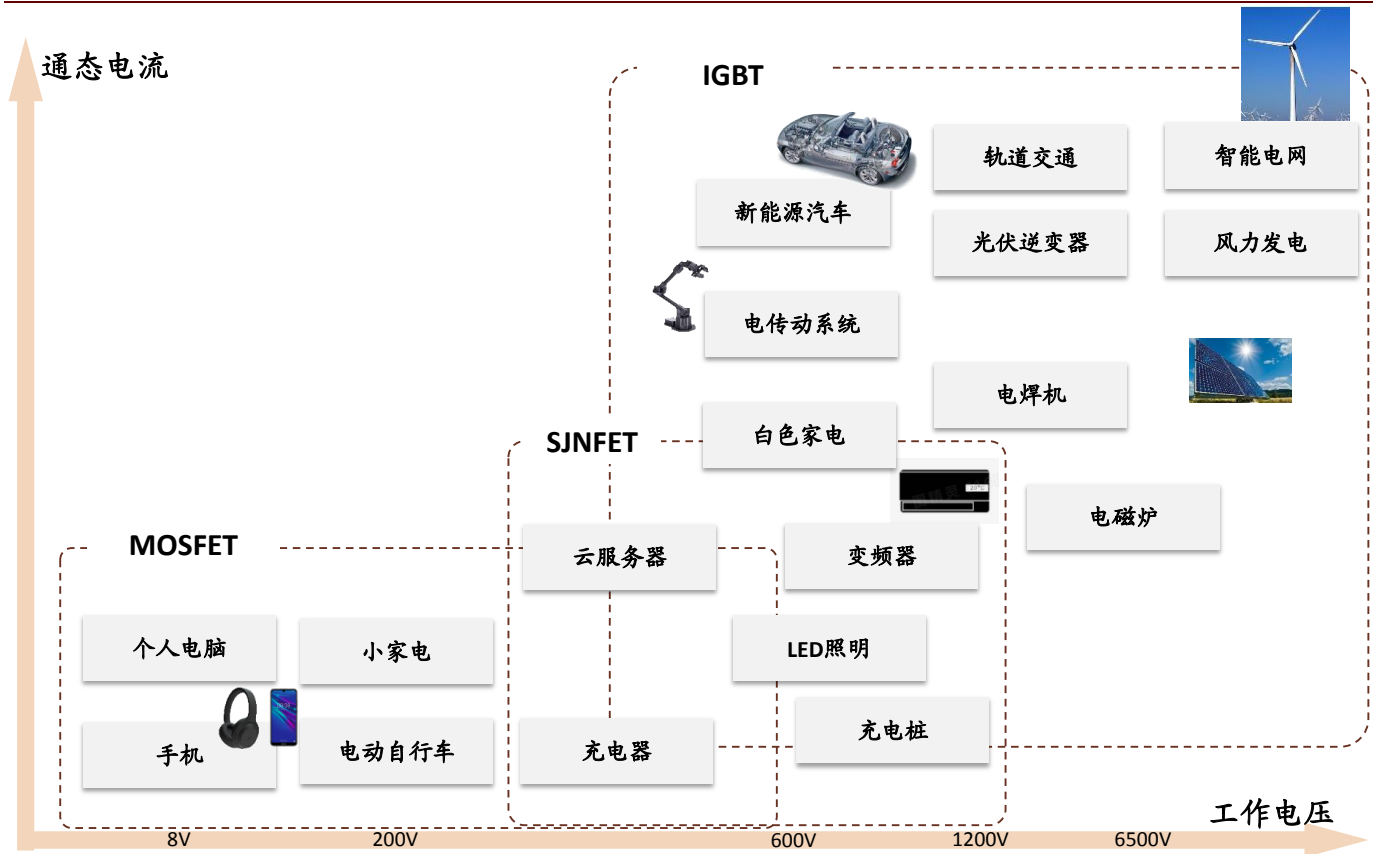 通态电流
IGBT
轨道交通
智能电网
新能源汽车
光伏逆变器
风力发电
电传动系统
电焊机
白色家电
SJNFET
电磁炉
MOSFET
云服务器
变频器
个人电脑
小家电
LED照明
手机
电动自行车
充电器
充电桩
工作电压
8V
200V
600V
1200V
6500V